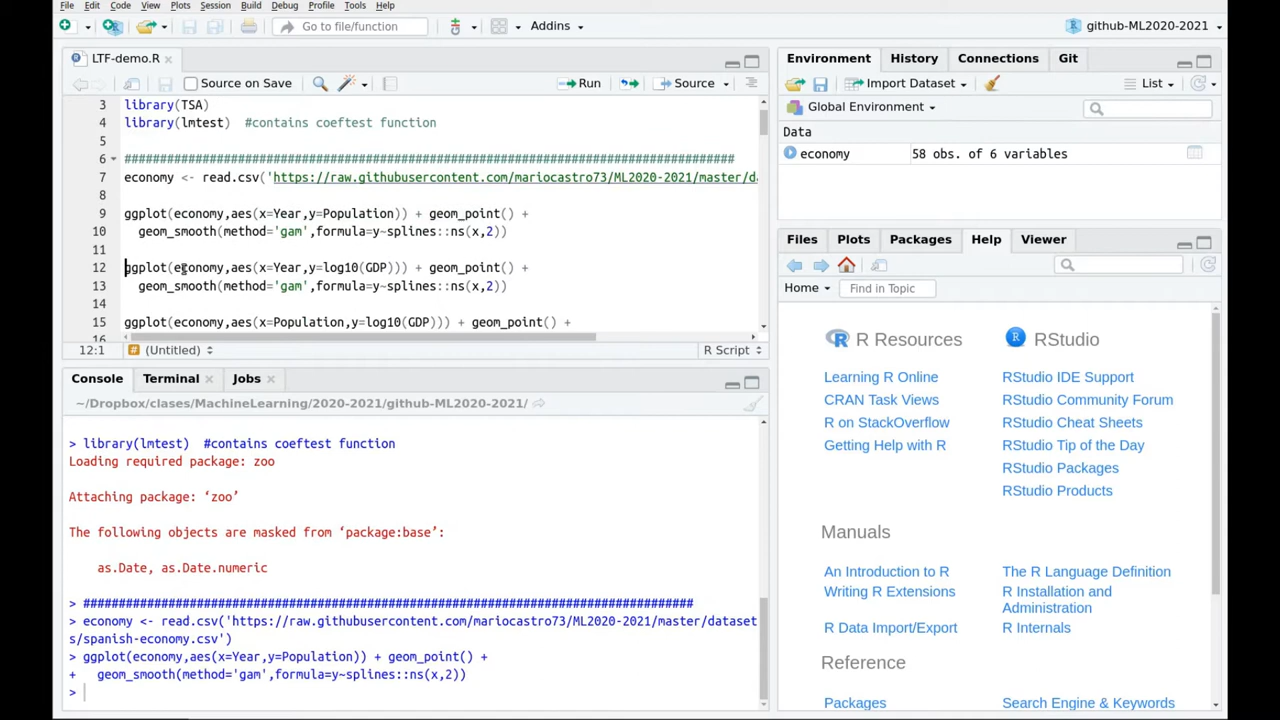 File Edit Code View Plots Session Build Debug Profile Tools Help
Go to file/function Addins github-ML2020-2021
LTF-demo.R
Source on Save Run Source
3 library(TSA)
4 library(lmtest)  #contains coeftest function
5
6 ######################################################################################
7 economy <- read.csv('https://raw.githubusercontent.com/mariocastro73/ML2020-2021/master/d
8
9 ggplot(economy,aes(x=Year,y=Population)) + geom_point() +
10   geom_smooth(method='gam',formula=y~splines::ns(x,2))
11
12 ggplot(economy,aes(x=Year,y=log10(GDP))) + geom_point() +
13   geom_smooth(method='gam',formula=y~splines::ns(x,2))
14
15 ggplot(economy,aes(x=Population,y=log10(GDP))) + geom_point() +
16
12:1 (Untitled) R Script
Console Terminal Jobs
~/Dropbox/clases/MachineLearning/2020-2021/github-ML2020-2021/
> library(lmtest)  #contains coeftest function
Loading required package: zoo
Attaching package: ‘zoo’
The following objects are masked from ‘package:base’:
as.Date, as.Date.numeric
> ######################################################################################
> economy <- read.csv('https://raw.githubusercontent.com/mariocastro73/ML2020-2021/master/dataset
s/spanish-economy.csv')
> ggplot(economy,aes(x=Year,y=Population)) + geom_point() +
+   geom_smooth(method='gam',formula=y~splines::ns(x,2))
>
Environment History Connections Git
Import Dataset List
Global Environment
Data
economy 58 obs. of 6 variables
Files Plots Packages Help Viewer
Home Find in Topic
R Resources RStudio
Learning R Online RStudio IDE Support
CRAN Task Views RStudio Community Forum
R on StackOverflow RStudio Cheat Sheets
Getting Help with R RStudio Tip of the Day
RStudio Packages
RStudio Products
Manuals
An Introduction to R The R Language Definition
Writing R Extensions R Installation and
Administration
R Data Import/Export R Internals
Reference
Packages Search Engine & Keywords